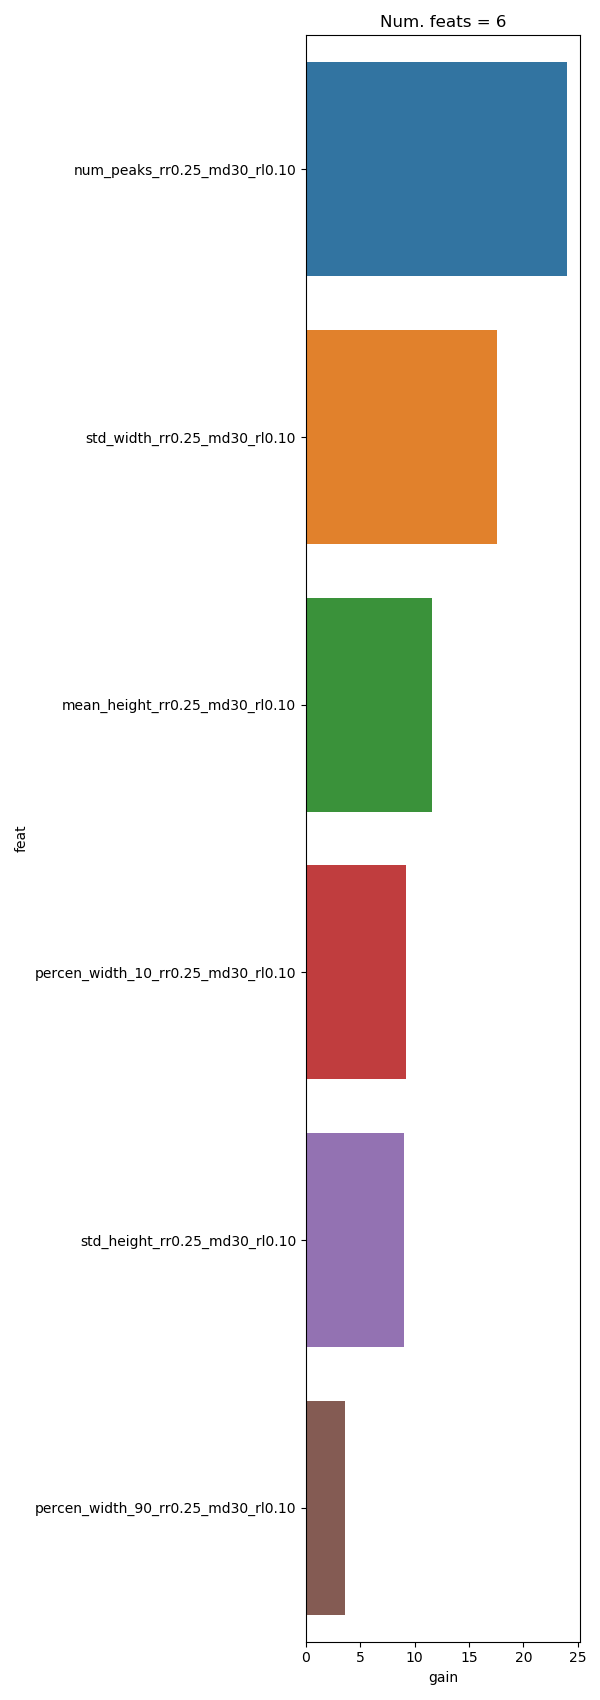 Num. feats = 6
num_peaks_rr0.25_md30_rl0.10
std_width_rr0.25_md30_rl0.10
mean_height_rr0.25_md30_rl0.10
feat
percen_width_10_rr0.25_md30_rl0.10
std_height_rr0.25_md30_rl0.10
percen_width_90_rr0.25_md30_rl0.10
0 5 10 15 20 25
gain